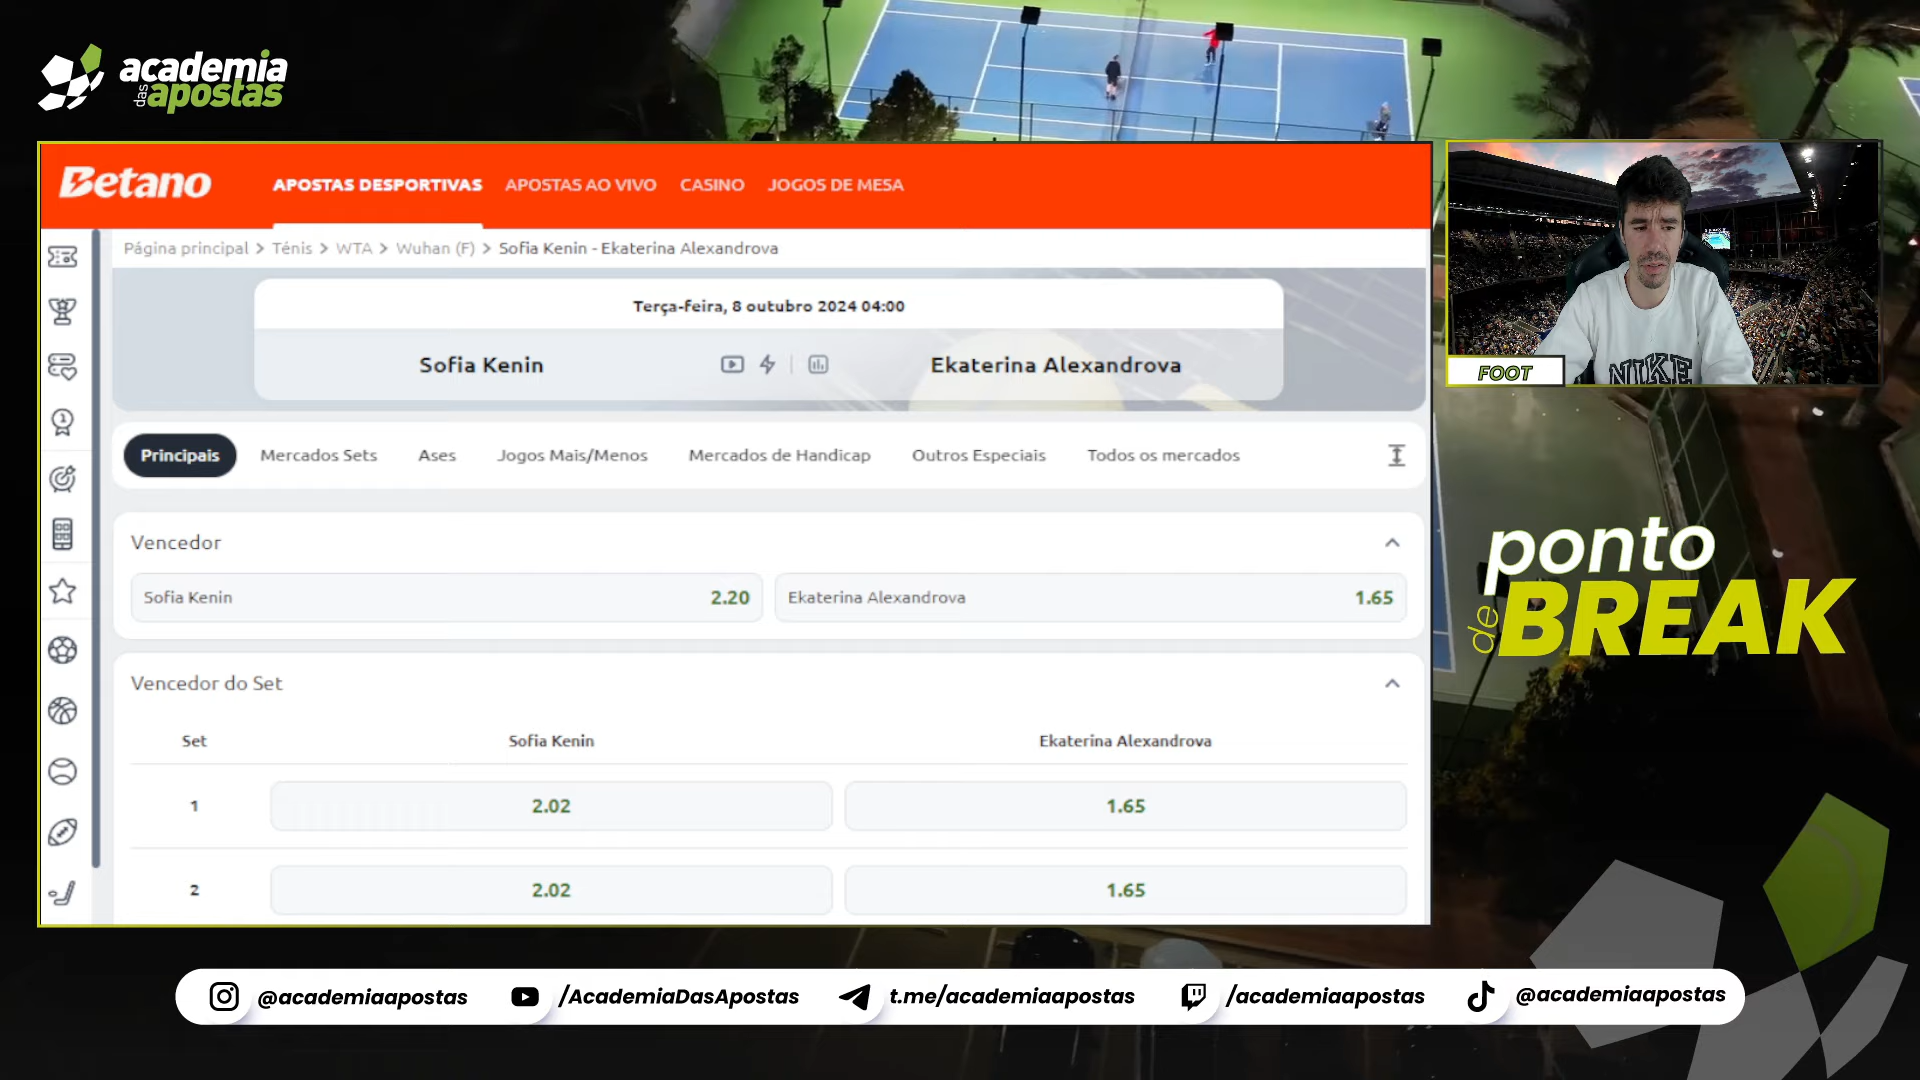 academia
das apostas
Betano
APOSTAS DESPORTIVAS APOSTAS AO VIVO CASINO JOGOS DE MESA
Página principal > Ténis > WTA > Wuhan (F) > Sofia Kenin - Ekaterina Alexandrova
Terça-feira, 8 outubro 2024 04:00
Sofia Kenin Ekaterina Alexandrova
Principais Mercados Sets Ases Jogos Mais/Menos Mercados de Handicap Outros Especiais Todos os mercados
Vencedor
Sofia Kenin 2.20 Ekaterina Alexandrova 1.65
Vencedor do Set
Set Sofia Kenin Ekaterina Alexandrova
1 2.02 1.65
2 2.02 1.65
NIKE
FOOT
ponto
de BREAK
@academiaapostas /AcademiaDasApostas t.me/academiaapostas /academiaapostas @academiaapostas